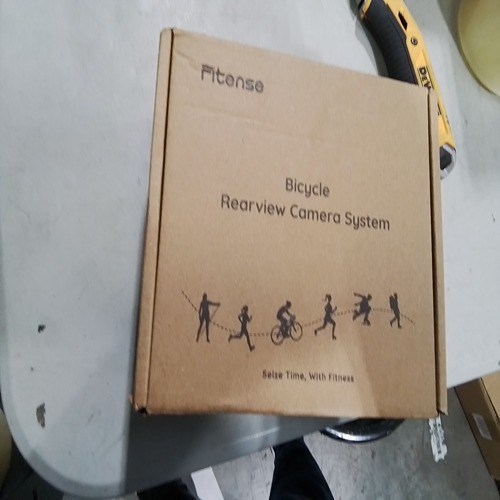 Fitense
Bicycle
Rearview Camera System
Seize Time, With Fitness